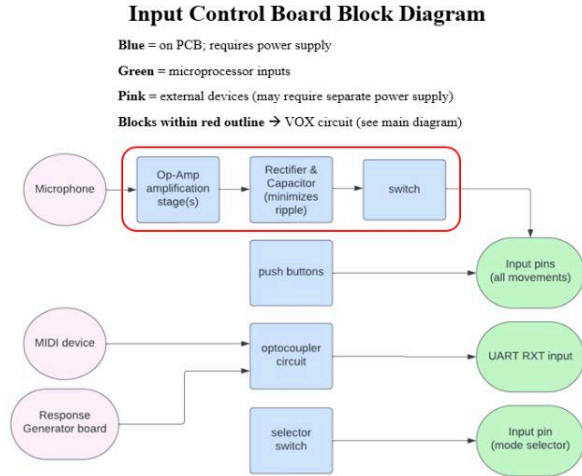 Input Control Board Block Diagram
Blue = on PCB; requires power supply
Green = microprocessor inputs
Pink = external devices (may require separate power supply)
Blocks within red outline → VOX circuit (see main diagram)
Microphone
Op-Amp
amplification
stage(s)
Rectifier &
Capacitor
(minimizes
ripple)
switch
push buttons
Input pins
(all movements)
MIDI device
optocoupler
circuit
UART RXT input
Response
Generator board
selector
switch
Input pin
(mode selector)